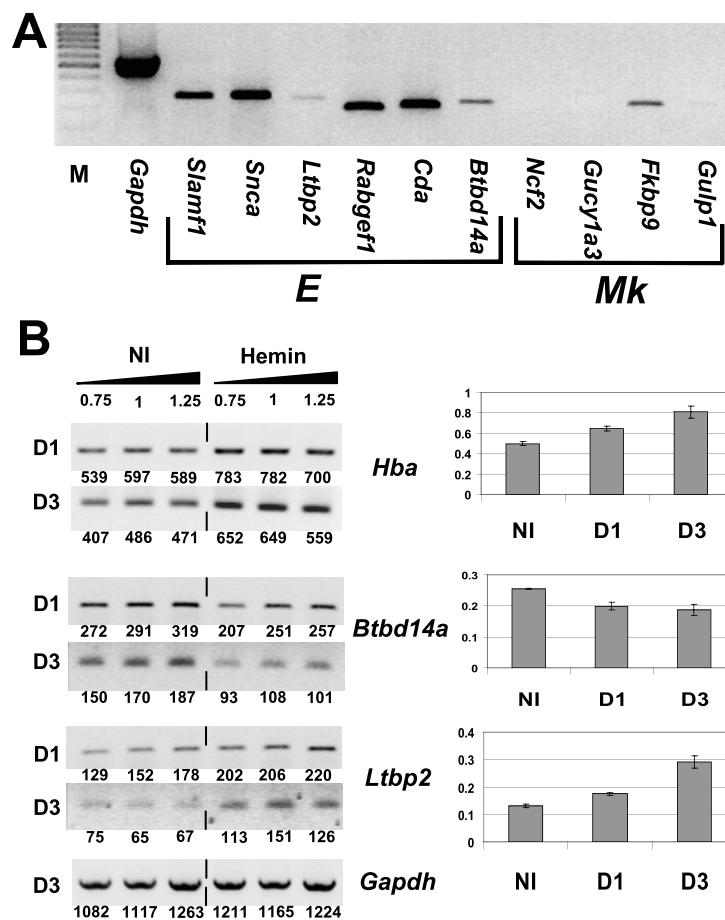 A
M
Gapdh
Slamf1
Snca
Ltbp2
Rabgef1
Cda
Btbd14a
Ncf2
Gucy1a3
Fkbp9
Gulp1
E
Mk
B
NI Hemin
0.75 1 1.25 0.75 1 1.25
D1
539 597 589 783 782 700
D3
407 486 471 652 649 559
Hba
1
0.8
0.6
0.4
0.2
0
NI D1 D3
D1
272 291 319 207 251 257
D3
150 170 187 93 108 101
Btbd14a
0.3
0.2
0.1
0
NI D1 D3
D1
129 152 178 202 206 220
D3
75 65 67 113 151 126
Ltbp2
0.4
0.3
0.2
0.1
0
NI D1 D3
D3
1082 1117 1263 1211 1165 1224
Gapdh